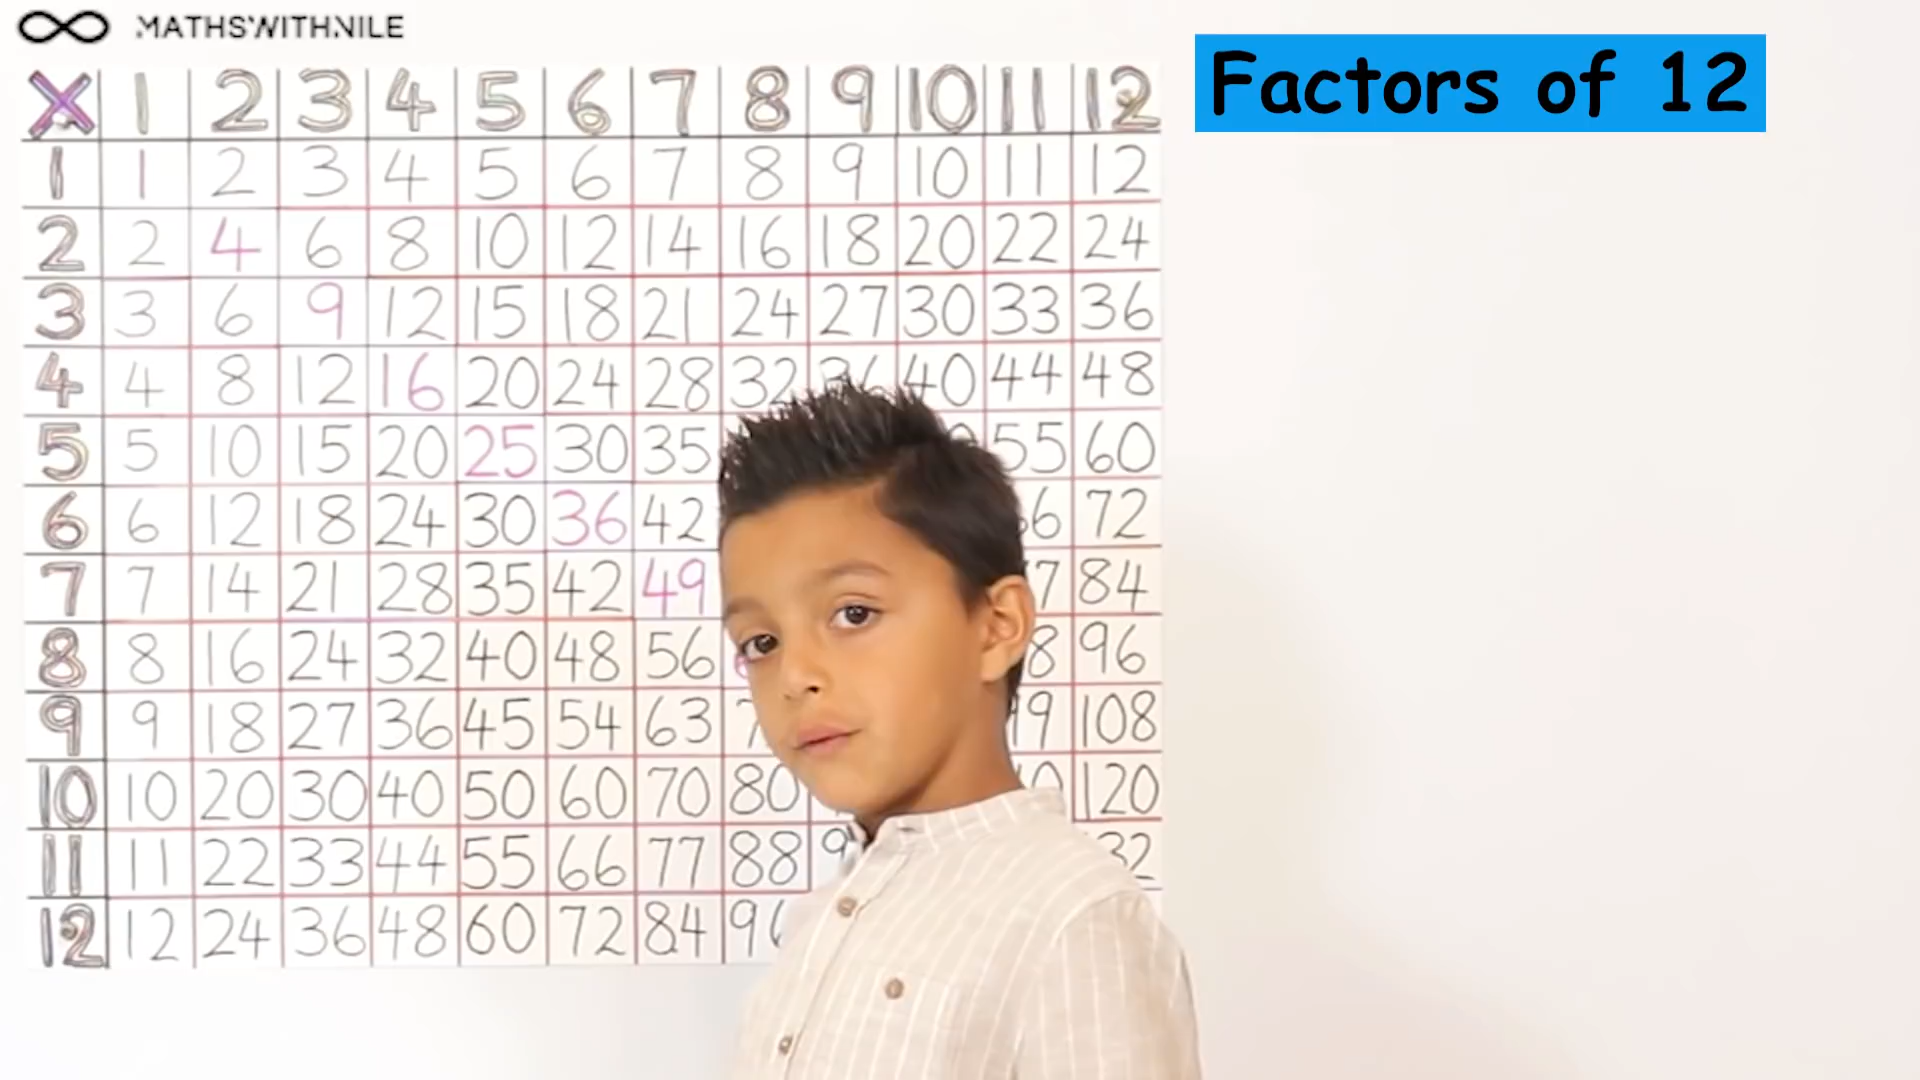 MATHSWITHNILE
Factors of 12
X 1 2 3 4 5 6 7 8 9 10 11 12
1 1 2 3 4 5 6 7 8 9 10 11 12
2 2 4 6 8 10 12 14 16 18 20 22 24
3 3 6 9 12 15 18 21 24 27 30 33 36
4 4 8 12 16 20 24 28 32 36 40 44 48
5 5 10 15 20 25 30 35 55 60
6 6 12 18 24 30 36 42 72
7 7 14 21 28 35 42 49 84
8 8 16 24 32 40 48 56 96
9 9 18 27 36 45 54 63 108
10 10 20 30 40 50 60 70 80 120
11 11 22 33 44 55 66 77 88
12 12 24 36 48 60 72 84 96